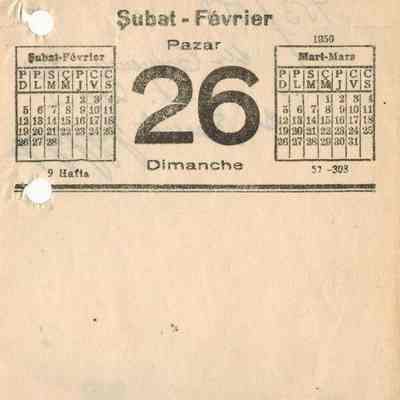 Şubat - Février
Pazar
26
Dimanche
Şubat-Février
P P S Ç P C C
D L M M J V S
1 2 3 4
5 6 7 8 9 10 11
12 13 14 15 16 17 18
19 20 21 22 23 24 25
26 27 28
9 Hafta
1950
Mart-Mars
P P S Ç P C C
D L M M J V S
1 2 3 4
5 6 7 8 9 10 11
12 13 14 15 16 17 18
19 20 21 22 23 24 25
26 27 28 29 30 31
57 -308